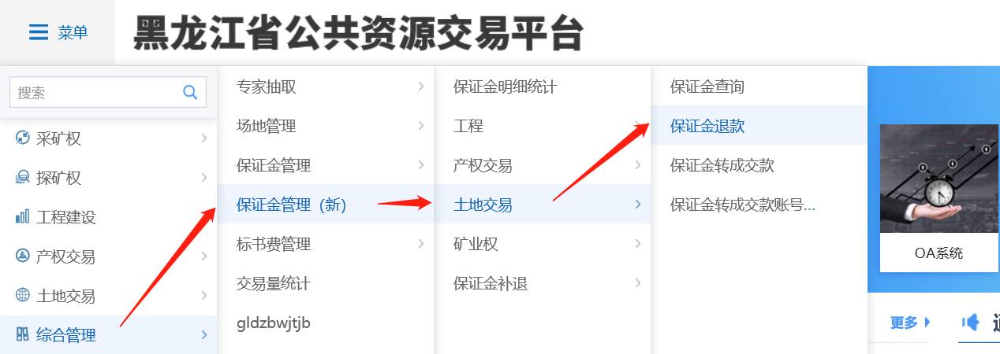 菜单
黑龙江省公共资源交易平台
搜索
采矿权
探矿权
工程建设
产权交易
土地交易
综合管理
专家抽取
场地管理
保证金管理
保证金管理（新）
标书费管理
交易量统计
gldzbwjtjb
保证金明细统计
工程
产权交易
土地交易
矿业权
保证金补退
保证金查询
保证金退款
保证金转成交款
保证金转成交款账号...
OA系统
更多